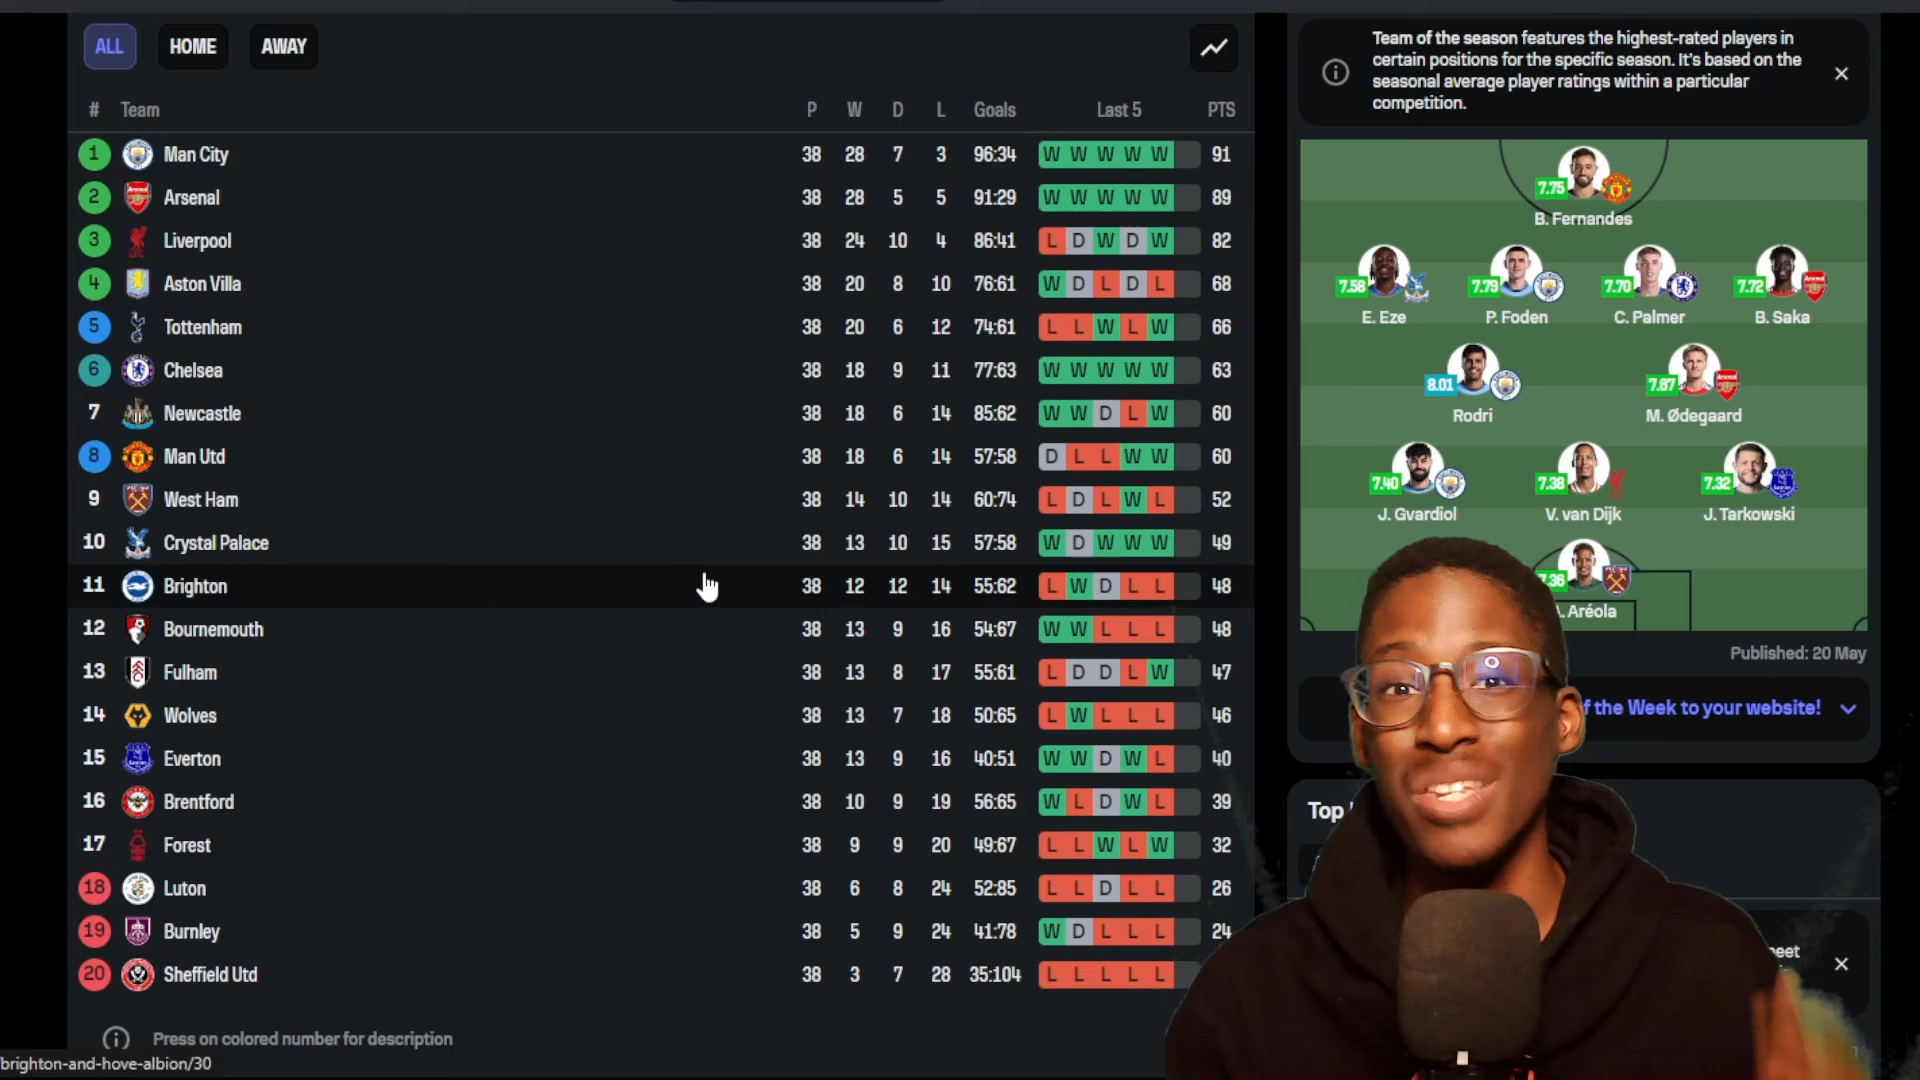 ALL HOME AWAY
# Team P W D L Goals Last 5 PTS
1 Man City 38 28 7 3 96:34 W W W W W 91
2 Arsenal 38 28 5 5 91:29 W W W W W 89
3 Liverpool 38 24 10 4 86:41 L D W D W 82
4 Aston Villa 38 20 8 10 76:61 W D L D L 68
5 Tottenham 38 20 6 12 74:61 L L W L W 66
6 Chelsea 38 18 9 11 77:63 W W W W W 63
7 Newcastle 38 18 6 14 85:62 W W D L W 60
8 Man Utd 38 18 6 14 57:58 D L L W W 60
9 West Ham 38 14 10 14 60:74 L D L W L 52
10 Crystal Palace 38 13 10 15 57:58 W D W W W 49
11 Brighton 38 12 12 14 55:62 L W D L L 48
12 Bournemouth 38 13 9 16 54:67 W W L L L 48
13 Fulham 38 13 8 17 55:61 L D D L W 47
14 Wolves 38 13 7 18 50:65 L W L L L 46
15 Everton 38 13 9 16 40:51 W W D W L 40
16 Brentford 38 10 9 19 56:65 W L D W L 39
17 Forest 38 9 9 20 49:67 L L W L W 32
18 Luton 38 6 8 24 52:85 L L D L L 26
19 Burnley 38 5 9 24 41:78 W D L L L 24
20 Sheffield Utd 38 3 7 28 35:104 L L L L L
Press on colored number for description
brighton-and-hove-albion/30
Team of the season features the highest-rated players in
certain positions for the specific season. It's based on the
seasonal average player ratings within a particular
competition.
7.75
B. Fernandes
7.58 7.79 7.70 7.72
E. Eze P. Foden C. Palmer B. Saka
8.01 7.67
Rodri M. Ødegaard
7.40 7.38 7.32
J. Gvardiol V. van Dijk J. Tarkowski
7.36
Aréola
Published: 20 May
the Week to your website!
Top